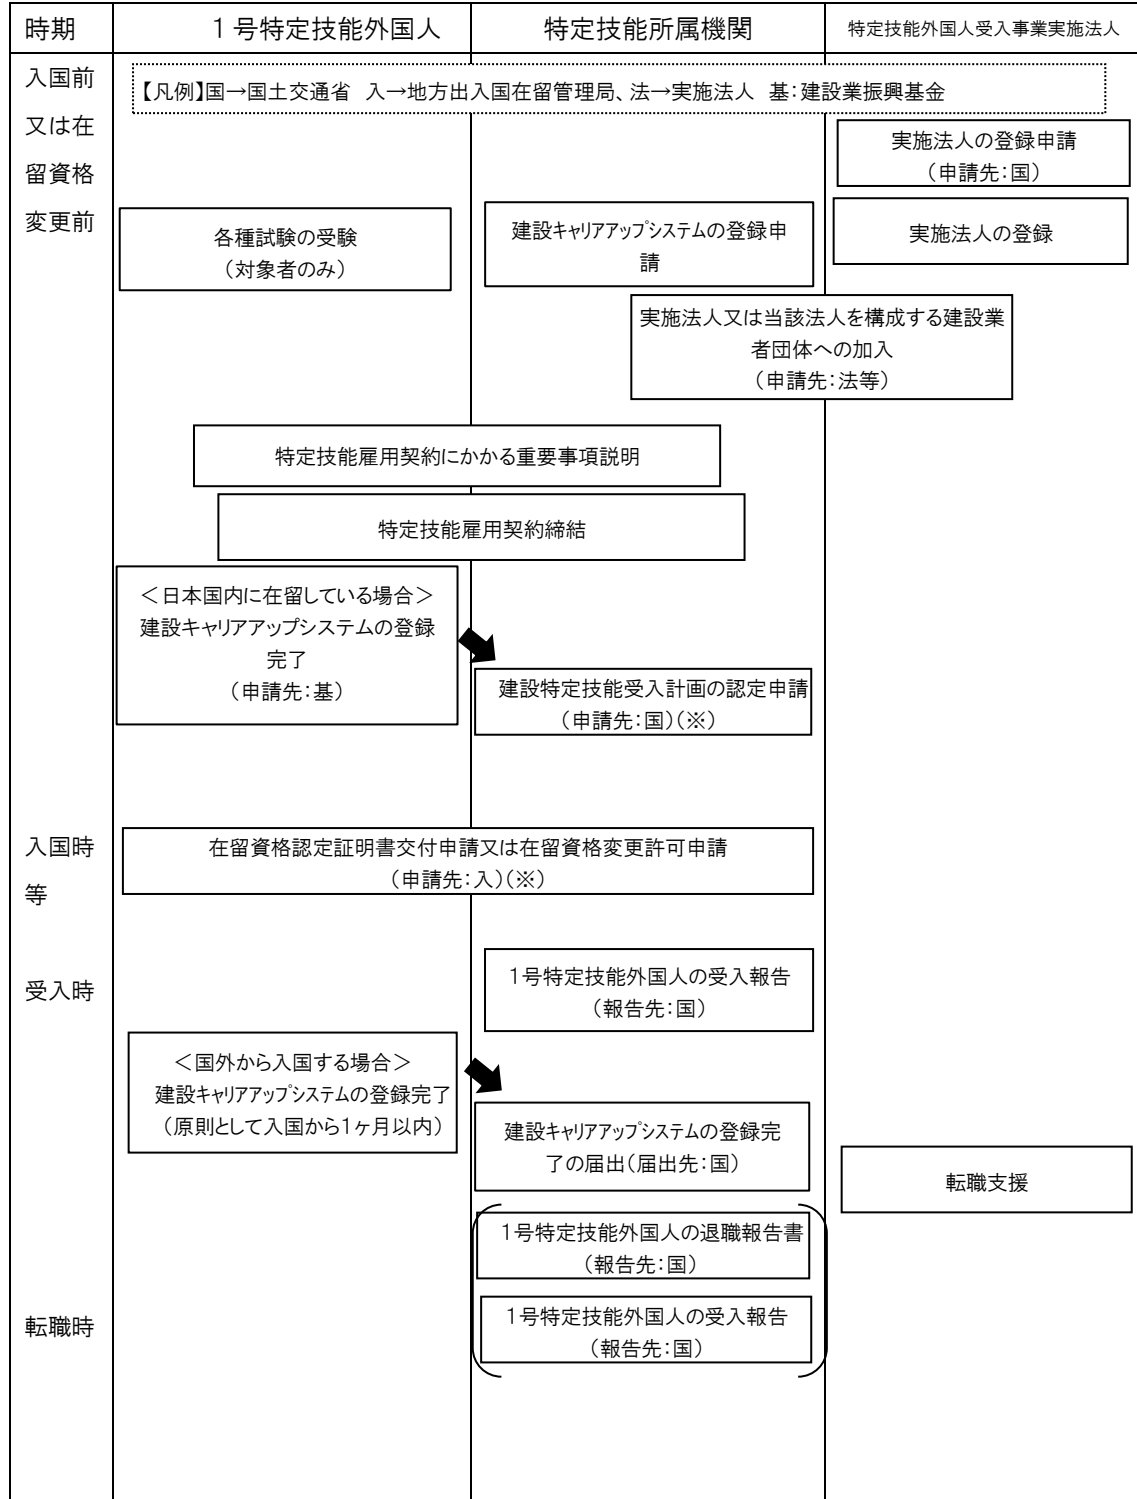 時期
1号特定技能外国人
特定技能所属機関
特定技能外国人受入事業実施法人
入国前
又は在
留資格
変更前
【凡例】国→国土交通省　入→地方出入国在留管理局、法→実施法人　基:建設業振興基金
実施法人の登録申請
（申請先:国）
各種試験の受験
（対象者のみ）
建設キャリアアップシステムの登録申
請
実施法人の登録
実施法人又は当該法人を構成する建設業
者団体への加入
（申請先:法等）
特定技能雇用契約にかかる重要事項説明
特定技能雇用契約締結
＜日本国内に在留している場合＞
建設キャリアアップシステムの登録
完了
（申請先:基）
建設特定技能受入計画の認定申請
（申請先:国）（※）
入国時
等
在留資格認定証明書交付申請又は在留資格変更許可申請
（申請先:入）（※）
受入時
1号特定技能外国人の受入報告
（報告先:国）
＜国外から入国する場合＞
建設キャリアアップシステムの登録完了
（原則として入国から1ヶ月以内）
建設キャリアアップシステムの登録完
了の届出（届出先:国）
転職支援
1号特定技能外国人の退職報告書
（報告先:国）
転職時
1号特定技能外国人の受入報告
（報告先:国）